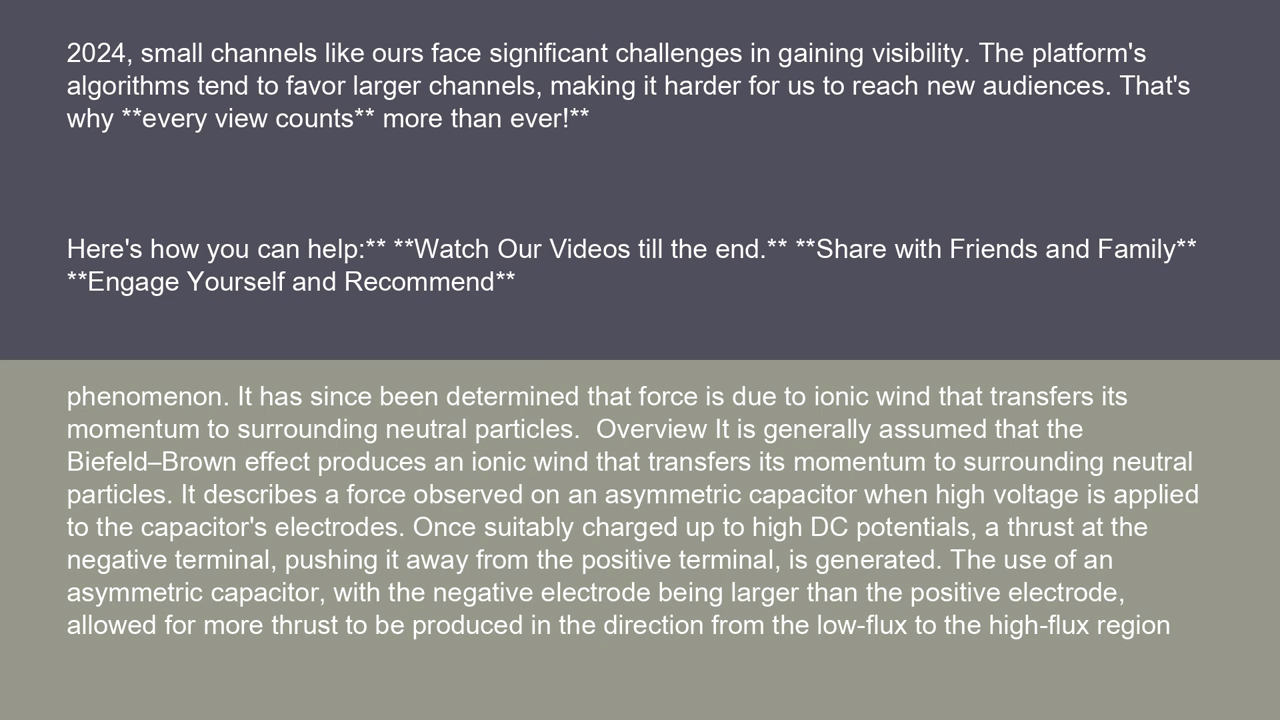 2024, small channels like ours face significant challenges in gaining visibility. The platform's
algorithms tend to favor larger channels, making it harder for us to reach new audiences. That's
why **every view counts** more than ever!**
Here's how you can help:** **Watch Our Videos till the end.** **Share with Friends and Family**
**Engage Yourself and Recommend**
phenomenon. It has since been determined that force is due to ionic wind that transfers its
momentum to surrounding neutral particles.  Overview It is generally assumed that the
Biefeld–Brown effect produces an ionic wind that transfers its momentum to surrounding neutral
particles. It describes a force observed on an asymmetric capacitor when high voltage is applied
to the capacitor's electrodes. Once suitably charged up to high DC potentials, a thrust at the
negative terminal, pushing it away from the positive terminal, is generated. The use of an
asymmetric capacitor, with the negative electrode being larger than the positive electrode,
allowed for more thrust to be produced in the direction from the low-flux to the high-flux region